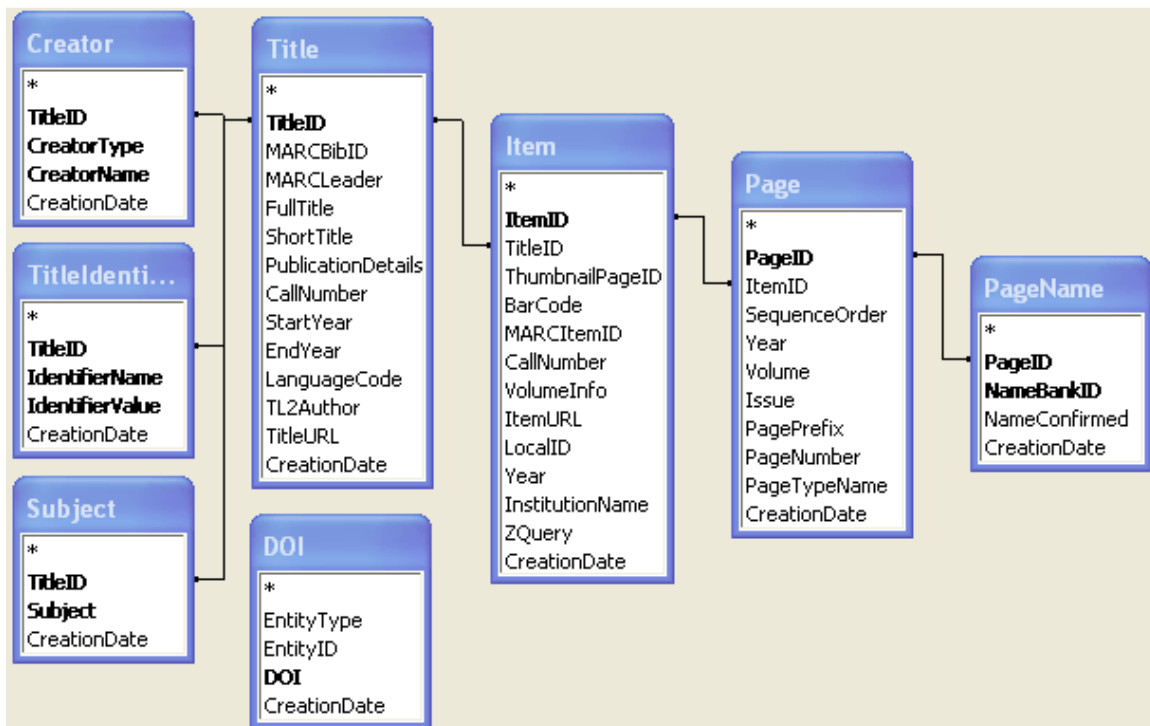 Creator
*
TitleID
CreatorType
CreatorName
CreationDate
TitleIdenti...
*
TitleID
IdentifierName
IdentifierValue
CreationDate
Subject
*
TitleID
Subject
CreationDate
Title
*
TitleID
MARCBibID
MARCLeader
FullTitle
ShortTitle
PublicationDetails
CallNumber
StartYear
EndYear
LanguageCode
TL2Author
TitleURL
CreationDate
DOI
*
EntityType
EntityID
DOI
CreationDate
Item
*
ItemID
TitleID
ThumbnailPageID
BarCode
MARCItemID
CallNumber
VolumeInfo
ItemURL
LocalID
Year
InstitutionName
ZQuery
CreationDate
Page
*
PageID
ItemID
SequenceOrder
Year
Volume
Issue
PagePrefix
PageNumber
PageTypeName
CreationDate
PageName
*
PageID
NameBankID
NameConfirmed
CreationDate